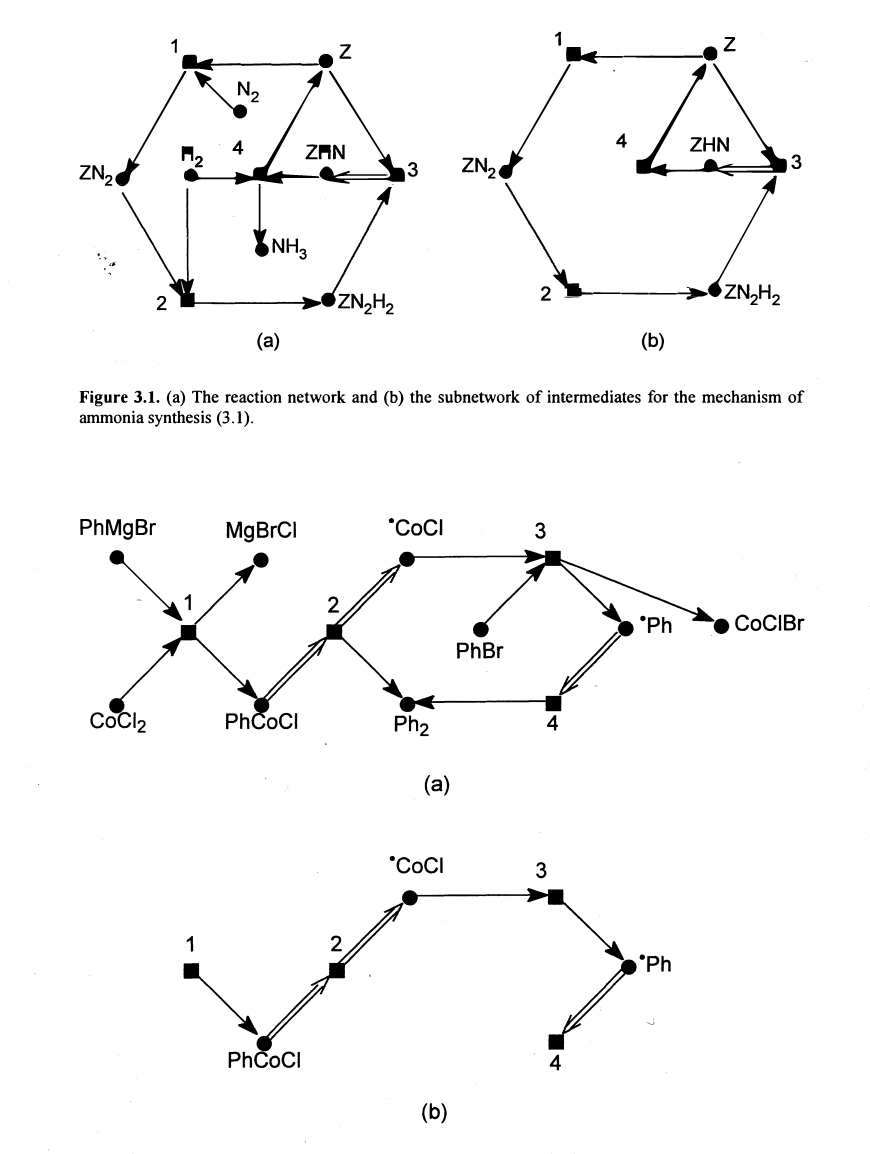 1
Z
N₂
H₂
4
ZHN
ZN₂
3
NH₃
2
ZN₂H₂
(a)
1
Z
4
ZHN
ZN₂
3
2
ZN₂H₂
(b)
Figure 3.1. (a) The reaction network and (b) the subnetwork of intermediates for the mechanism of
ammonia synthesis (3.1).
PhMgBr
MgBrCl
•CoCl
3
1
2
PhBr
•Ph
CoClBr
CoCl₂
PhCoCl
Ph₂
4
(a)
•CoCl
3
1
2
•Ph
PhCoCl
4
(b)